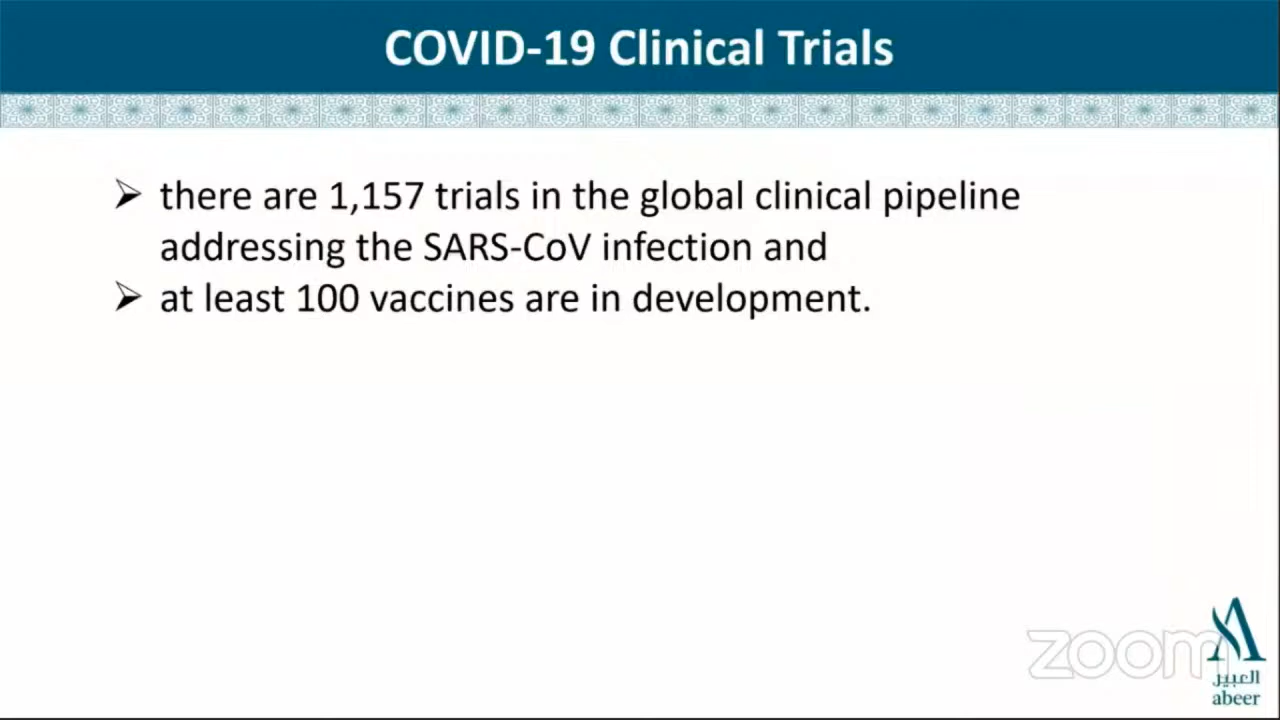 COVID-19 Clinical Trials
➢ there are 1,157 trials in the global clinical pipeline
addressing the SARS-CoV infection and
➢ at least 100 vaccines are in development.
zoom
العبير
abeer